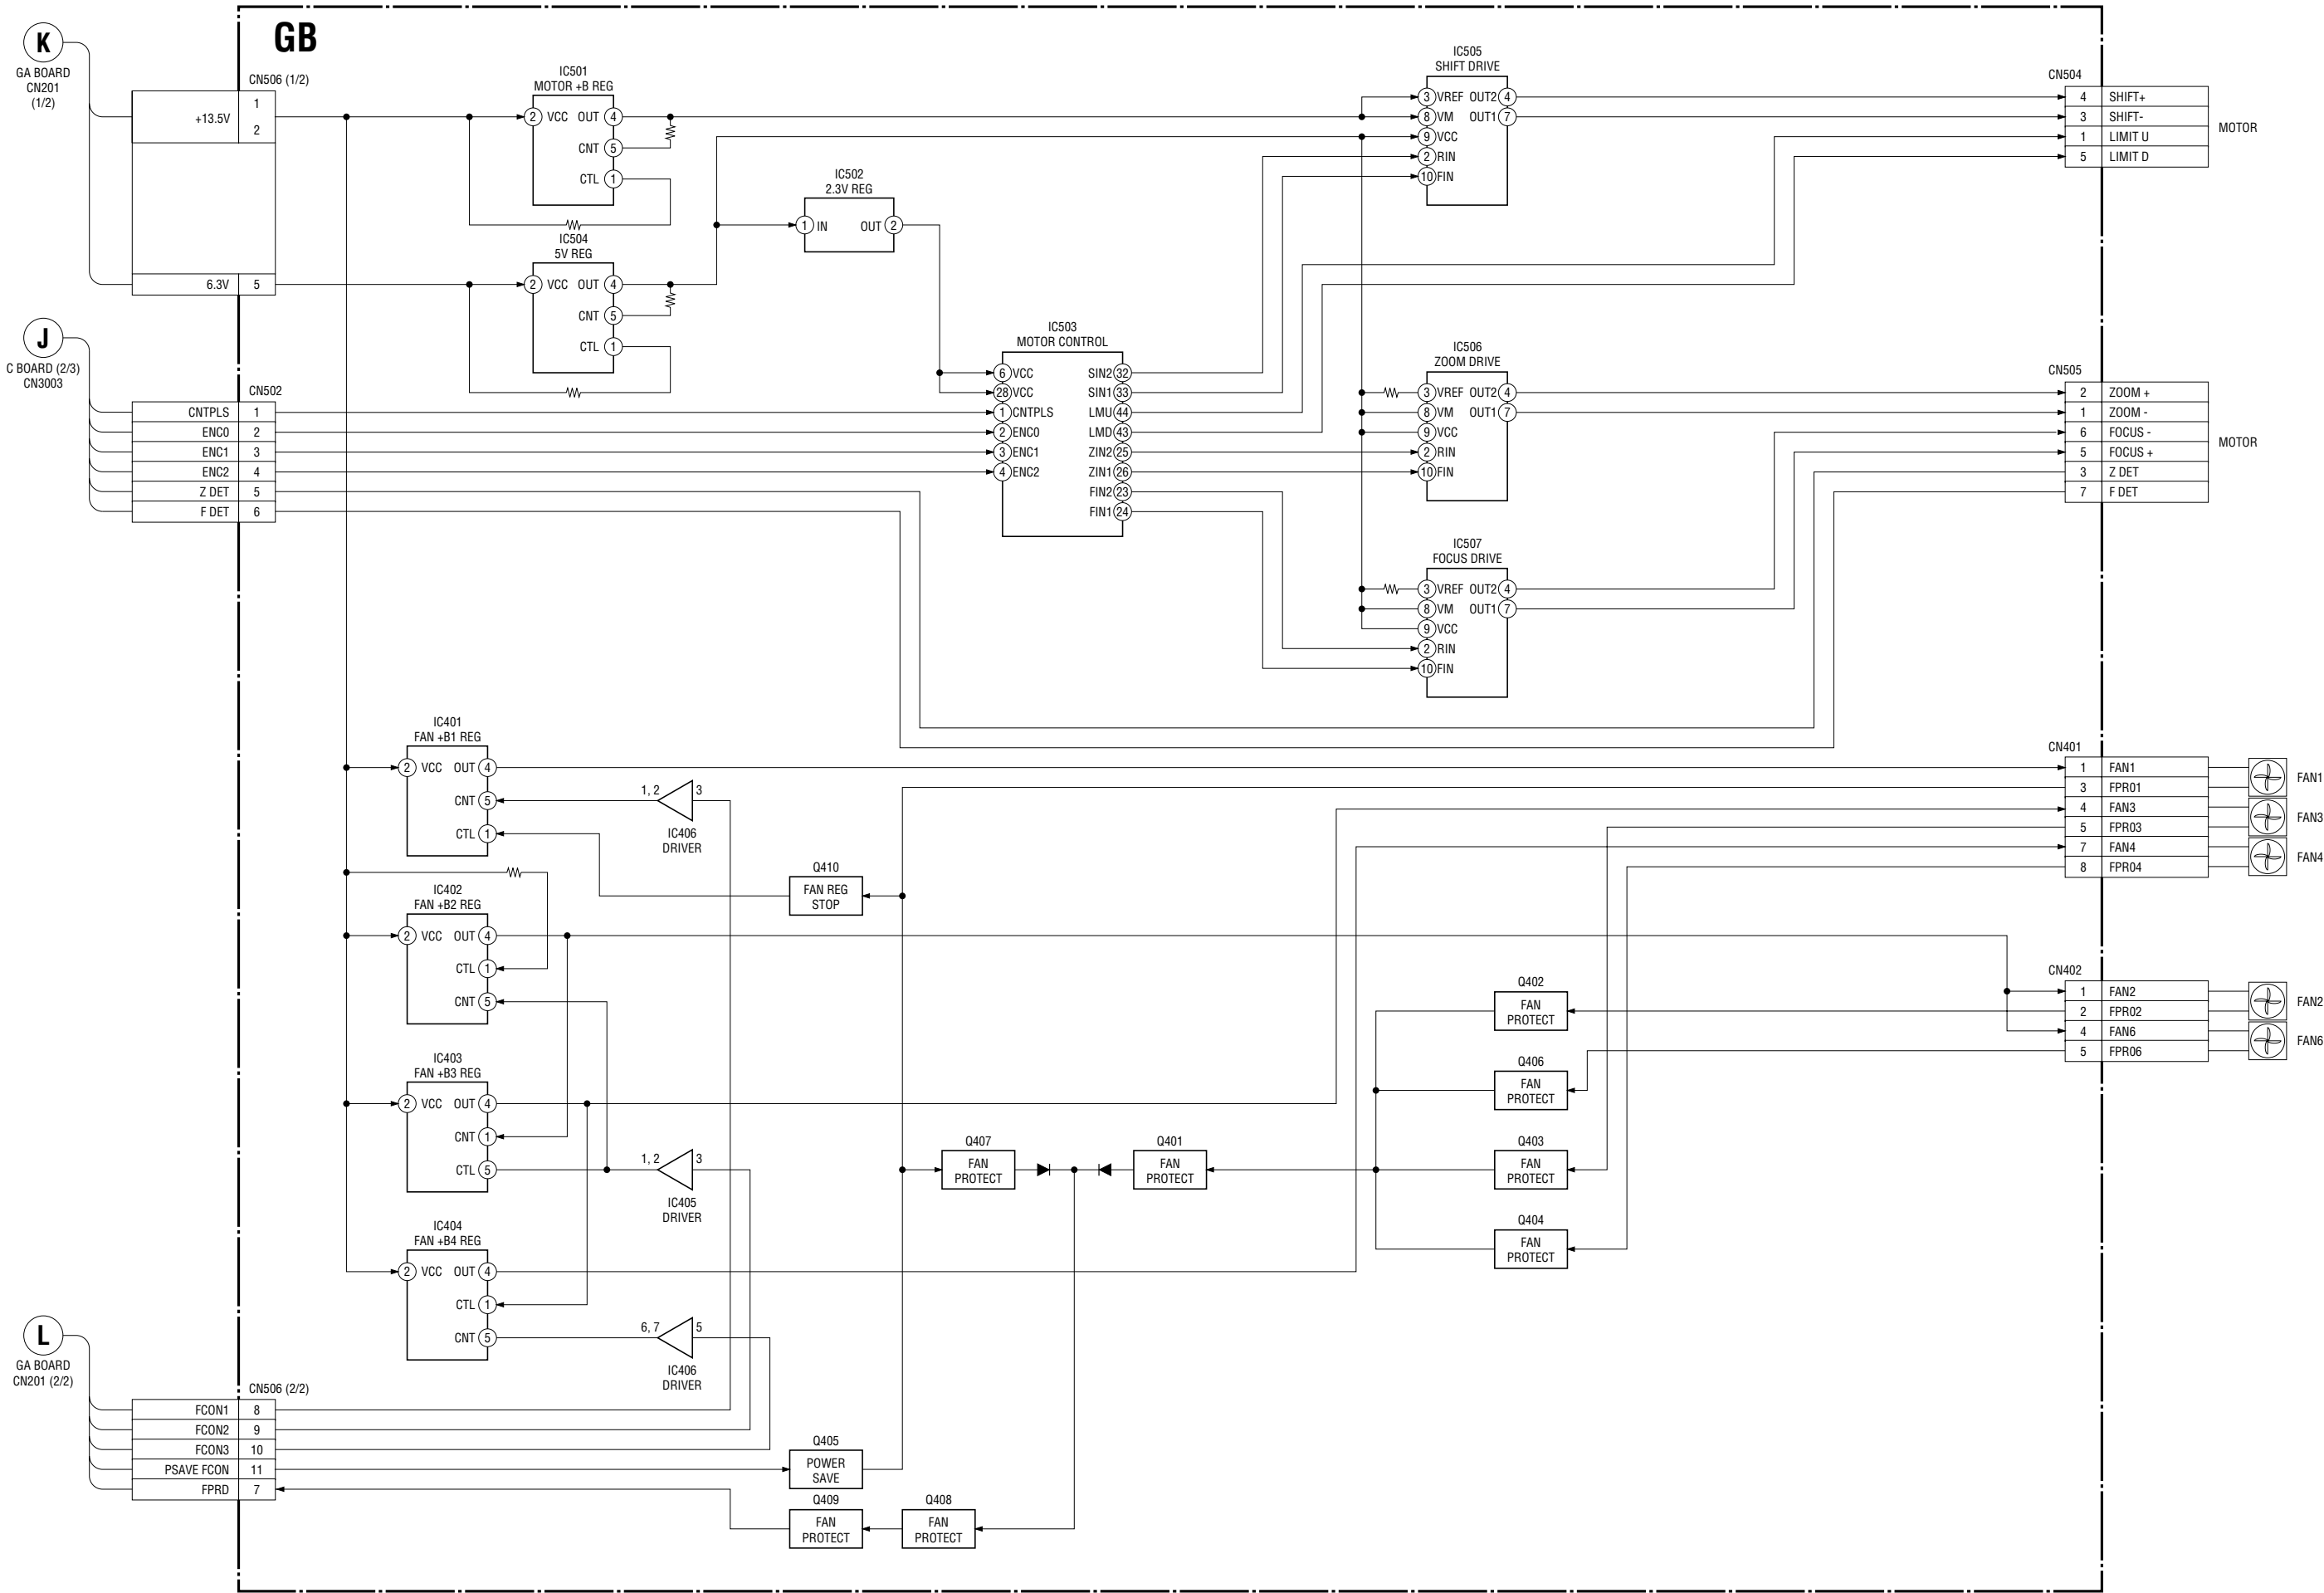 GB
K
GA BOARD
CN201
(1/2)
CN506 (1/2)
+13.5V
1
2
6.3V 5
J
C BOARD (2/3)
CN3003
CN502
CNTPLS 1
ENC0 2
ENC1 3
ENC2 4
Z DET 5
F DET 6
IC501
MOTOR +B REG
2 VCC OUT 4
CNT 5
CTL 1
IC504
5V REG
2 VCC OUT 4
CNT 5
CTL 1
IC502
2.3V REG
1 IN OUT 2
IC503
MOTOR CONTROL
6 VCC SIN2 32
28 VCC SIN1 33
1 CNTPLS LMU 44
2 ENC0 LMD 43
3 ENC1 ZIN2 25
4 ENC2 ZIN1 26
FIN2 23
FIN1 24
IC505
SHIFT DRIVE
3 VREF OUT2 4
8 VM OUT1 7
9 VCC
2 RIN
10 FIN
IC506
ZOOM DRIVE
3 VREF OUT2 4
8 VM OUT1 7
9 VCC
2 RIN
10 FIN
IC507
FOCUS DRIVE
3 VREF OUT2 4
8 VM OUT1 7
9 VCC
2 RIN
10 FIN
CN504
4 SHIFT+
3 SHIFT-
1 LIMIT U
5 LIMIT D
MOTOR
CN505
2 ZOOM +
1 ZOOM -
6 FOCUS -
5 FOCUS +
3 Z DET
7 F DET
MOTOR
IC401
FAN +B1 REG
2 VCC OUT 4
CNT 5
CTL 1
1, 2 3
IC406
DRIVER
Q410
FAN REG
STOP
IC402
FAN +B2 REG
2 VCC OUT 4
CTL 1
CNT 5
IC403
FAN +B3 REG
2 VCC OUT 4
CNT 1
CTL 5
1, 2 3
IC405
DRIVER
IC404
FAN +B4 REG
2 VCC OUT 4
CTL 1
CNT 5
6, 7 5
IC406
DRIVER
CN401
1 FAN1
3 FPR01
4 FAN3
5 FPR03
7 FAN4
8 FPR04
FAN1
FAN3
FAN4
CN402
1 FAN2
2 FPR02
4 FAN6
5 FPR06
FAN2
FAN6
Q402
FAN
PROTECT
Q406
FAN
PROTECT
Q407
FAN
PROTECT
Q401
FAN
PROTECT
Q403
FAN
PROTECT
Q404
FAN
PROTECT
L
GA BOARD
CN201 (2/2)
CN506 (2/2)
FCON1 8
FCON2 9
FCON3 10
PSAVE FCON 11
FPRD 7
Q405
POWER
SAVE
Q409
FAN
PROTECT
Q408
FAN
PROTECT